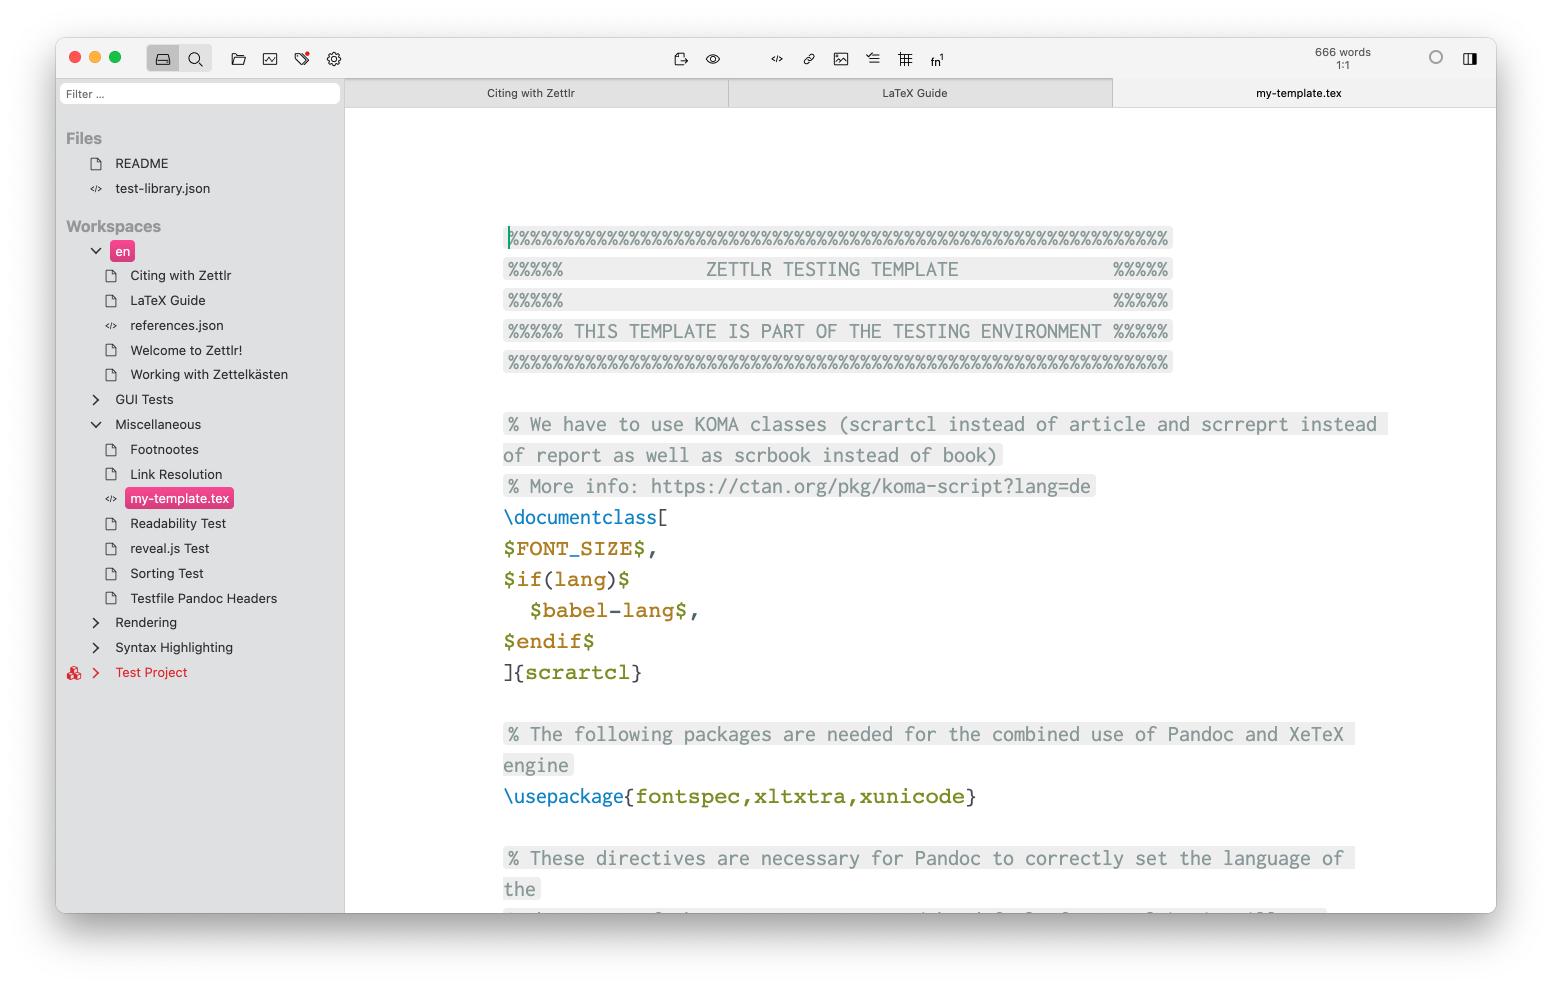 666 words
1:1
Filter ...
Citing with Zettlr
LaTeX Guide
my-template.tex
Files
README
test-library.json
Workspaces
en
Citing with Zettlr
LaTeX Guide
references.json
Welcome to Zettlr!
Working with Zettelkästen
GUI Tests
Miscellaneous
Footnotes
Link Resolution
my-template.tex
Readability Test
reveal.js Test
Sorting Test
Testfile Pandoc Headers
Rendering
Syntax Highlighting
Test Project
%%%%%%%%%%%%%%%%%%%%%%%%%%%%%%%%%%%%%%%%%%%%%%%%%%%%%%%%%%%%
%%%%%             ZETTLR TESTING TEMPLATE              %%%%%
%%%%%                                                  %%%%%
%%%%% THIS TEMPLATE IS PART OF THE TESTING ENVIRONMENT %%%%%
%%%%%%%%%%%%%%%%%%%%%%%%%%%%%%%%%%%%%%%%%%%%%%%%%%%%%%%%%%%%
% We have to use KOMA classes (scrartcl instead of article and scrreprt instead
of report as well as scrbook instead of book)
% More info: https://ctan.org/pkg/koma-script?lang=de
\documentclass[
$FONT_SIZE$,
$if(lang)$
  $babel-lang$,
$endif$
]{scrartcl}
% The following packages are needed for the combined use of Pandoc and XeTeX
engine
\usepackage{fontspec,xltxtra,xunicode}
% These directives are necessary for Pandoc to correctly set the language of
the